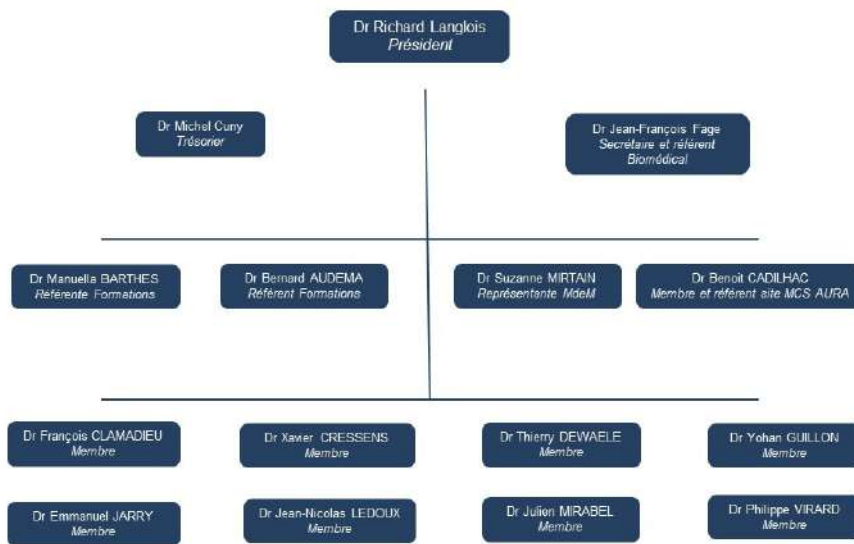 Dr Richard Langlois
Président
Dr Michel Cuny
Trésorier
Dr Jean-François Fage
Secrétaire et référent
Biomédical
Dr Manuella BARTHES
Référente Formations
Dr Bernard AUDEMA
Référent Formations
Dr Suzanne MIRTAIN
Représentante MdeM
Dr Benoit CADILHAC
Membre et référent site MCS AURA
Dr François CLAMADIEU
Membre
Dr Xavier CRESSENS
Membre
Dr Thierry DEWAELE
Membre
Dr Yohan GUILLON
Membre
Dr Emmanuel JARRY
Membre
Dr Jean-Nicolas LEDOUX
Membre
Dr Julien MIRABEL
Membre
Dr Philippe VIRARD
Membre